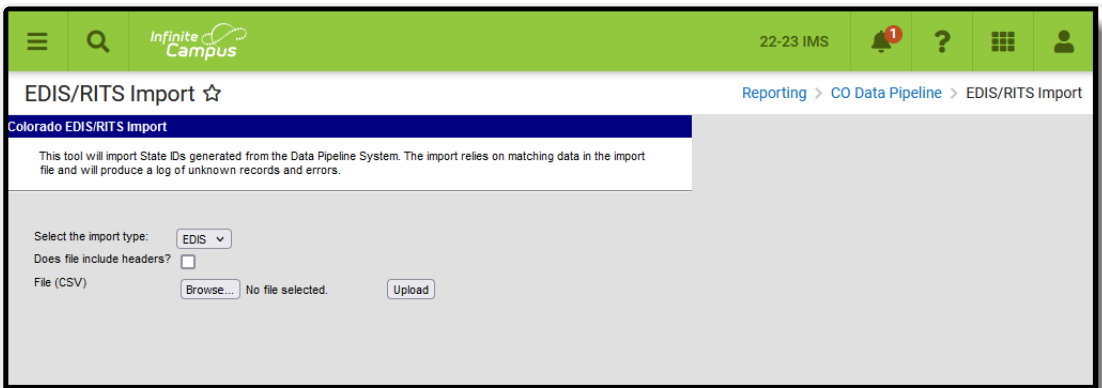 Infinite Campus
22-23 IMS
1
?
EDIS/RITS Import
Reporting > CO Data Pipeline > EDIS/RITS Import
Colorado EDIS/RITS Import
This tool will import State IDs generated from the Data Pipeline System. The import relies on matching data in the import
file and will produce a log of unknown records and errors.
Select the import type: EDIS
Does file include headers?
File (CSV) Browse... No file selected. Upload